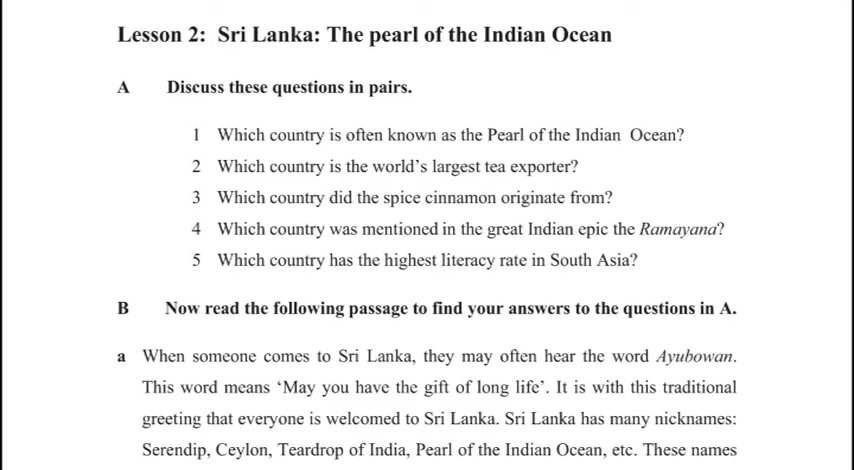 Lesson 2: Sri Lanka: The pearl of the Indian Ocean
A Discuss these questions in pairs.
1 Which country is often known as the Pearl of the Indian Ocean?
2 Which country is the world's largest tea exporter?
3 Which country did the spice cinnamon originate from?
4 Which country was mentioned in the great Indian epic the Ramayana?
5 Which country has the highest literacy rate in South Asia?
B Now read the following passage to find your answers to the questions in A.
a When someone comes to Sri Lanka, they may often hear the word Ayubowan.
This word means ‘May you have the gift of long life’. It is with this traditional
greeting that everyone is welcomed to Sri Lanka. Sri Lanka has many nicknames:
Serendip, Ceylon, Teardrop of India, Pearl of the Indian Ocean, etc. These names